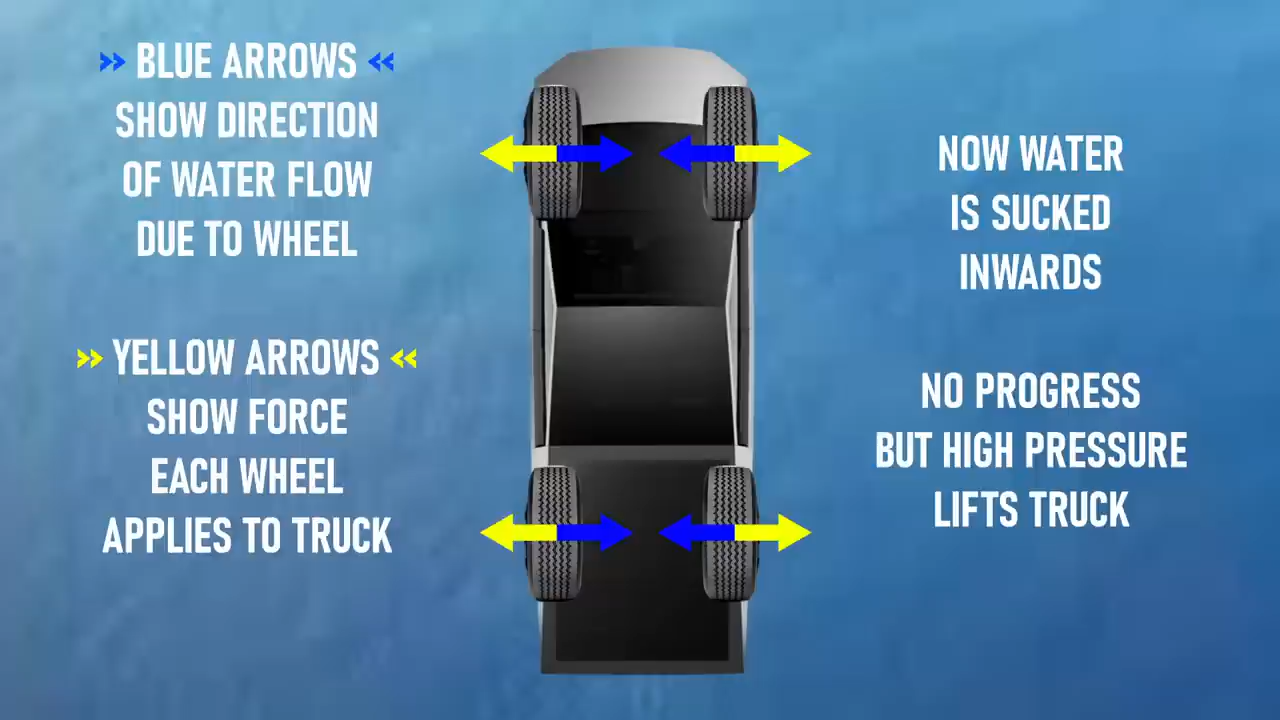 » BLUE ARROWS «
SHOW DIRECTION
OF WATER FLOW
DUE TO WHEEL
» YELLOW ARROWS «
SHOW FORCE
EACH WHEEL
APPLIES TO TRUCK
NOW WATER
IS SUCKED
INWARDS
NO PROGRESS
BUT HIGH PRESSURE
LIFTS TRUCK